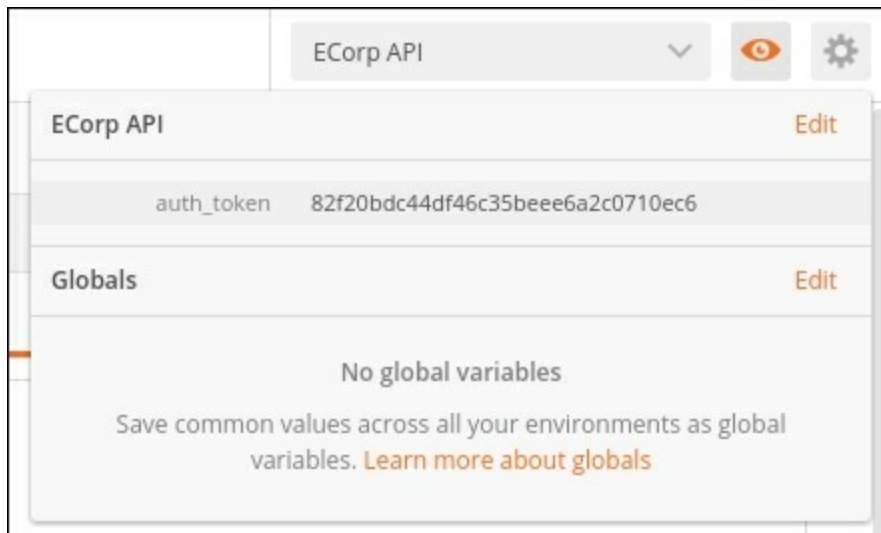 ECorp API
ECorp API Edit
auth_token 82f20bdc44df46c35beee6a2c0710ec6
Globals Edit
No global variables
Save common values across all your environments as global
variables. Learn more about globals